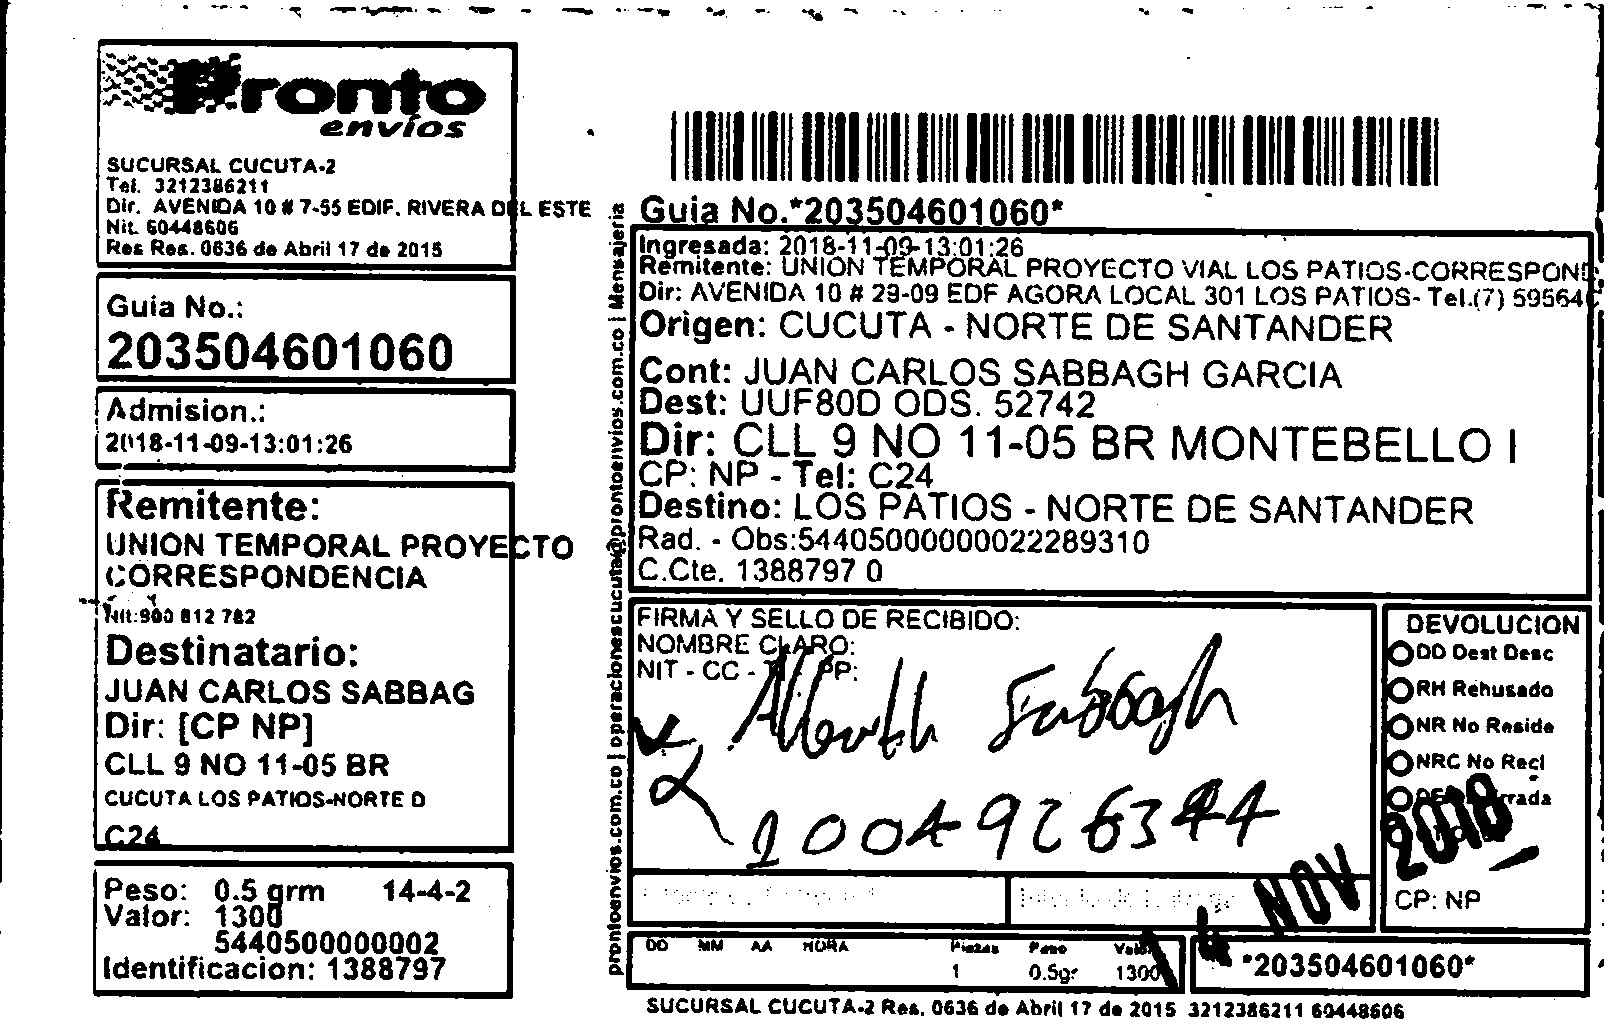 Pronto
envíos
SUCURSAL CUCUTA-2
Tel. 3212386211
Dir. AVENIDA 10 # 7-55 EDIF. RIVERA DEL ESTE
Nit. 60448606
Res Res. 0636 de Abril 17 de 2015
Guia No.:
203504601060
Admision.:
2018-11-09-13:01:26
Remitente:
UNION TEMPORAL PROYECTO
CORRESPONDENCIA
Nit:900 812 782
Destinatario:
JUAN CARLOS SABBAG
Dir: [CP NP]
CLL 9 NO 11-05 BR
CUCUTA LOS PATIOS-NORTE D
C24
Peso: 0.5 grm 14-4-2
Valor: 1300
5440500000002
Identificacion: 1388797
prontoenvios.com.co | operacionescucuta@prontoenvios.com.co | Mensajeria
Guia No.*203504601060*
Ingresada: 2018-11-09-13:01:26
Remitente: UNION TEMPORAL PROYECTO VIAL LOS PATIOS-CORRESPOND
Dir: AVENIDA 10 # 29-09 EDF AGORA LOCAL 301 LOS PATIOS- Tel.(7) 59564
Origen: CUCUTA - NORTE DE SANTANDER
Cont: JUAN CARLOS SABBAGH GARCIA
Dest: UUF80D ODS. 52742
Dir: CLL 9 NO 11-05 BR MONTEBELLO I
CP: NP - Tel: C24
Destino: LOS PATIOS - NORTE DE SANTANDER
Rad. - Obs:54405000000022289310
C.Cte. 1388797 0
FIRMA Y SELLO DE RECIBIDO:
NOMBRE CLARO:
NIT - CC - PP:
Sabbagh
1004926344
DEVOLUCION
DD Dest Desc
RH Rehusado
NR No Reside
NRC No Recl
CP: NP
14 NOV 2018
DD MM AA HORA Piezas Peso Valor
1 0.5gr 1300
*203504601060*
SUCURSAL CUCUTA-2 Res. 0636 de Abril 17 de 2015 3212386211 60448606